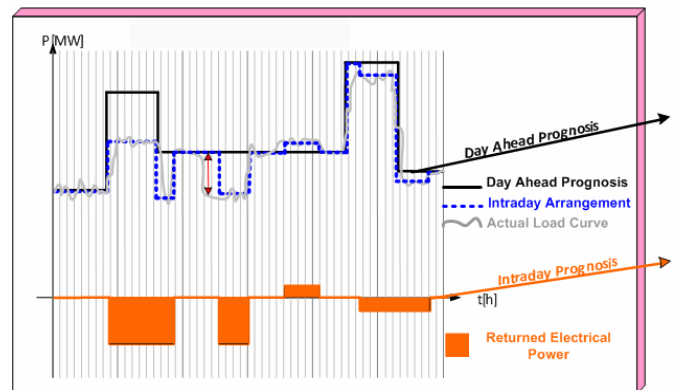 P[MW]
Day Ahead Prognosis
Day Ahead Prognosis
Intraday Arrangement
Actual Load Curve
Intraday Prognosis
t[h]
Returned Electrical
Power